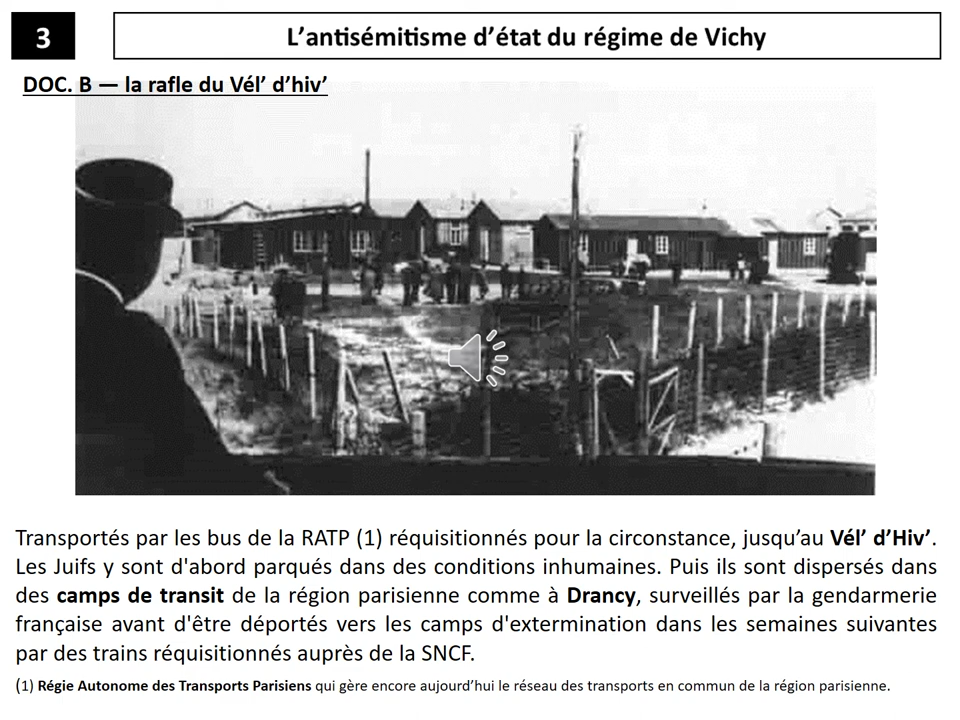 3
L’antisémitisme d’état du régime de Vichy
DOC. B — la rafle du Vél’ d’hiv’
Transportés par les bus de la RATP (1) réquisitionnés pour la circonstance, jusqu’au Vél’ d’Hiv’.
Les Juifs y sont d'abord parqués dans des conditions inhumaines. Puis ils sont dispersés dans
des camps de transit de la région parisienne comme à Drancy, surveillés par la gendarmerie
française avant d'être déportés vers les camps d'extermination dans les semaines suivantes
par des trains réquisitionnés auprès de la SNCF.
(1) Régie Autonome des Transports Parisiens qui gère encore aujourd’hui le réseau des transports en commun de la région parisienne.